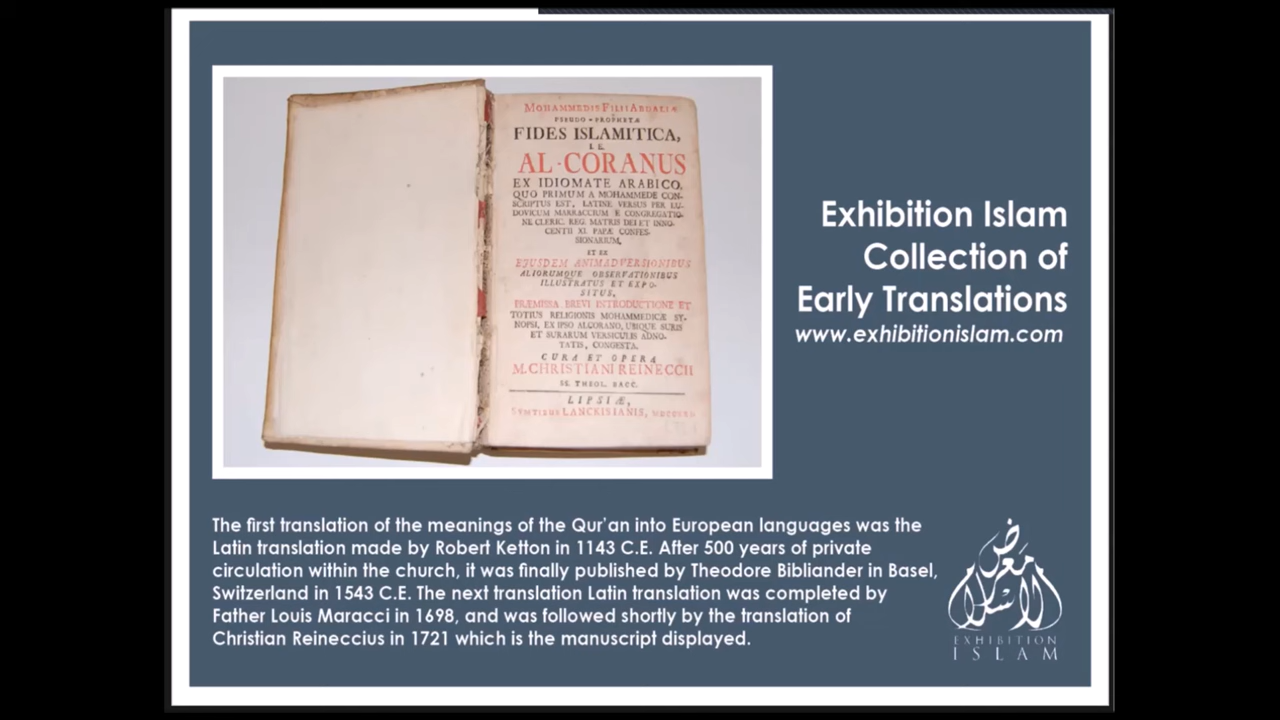 MOHAMMEDIS FILII ABDALLÆ
PSEUDO-PROPHETÆ
FIDES ISLAMITICA,
I. E.
AL-CORANUS
EX IDIOMATE ARABICO,
QUO PRIMUM A MOHAMMEDE CON-
SCRIPTUS EST, LATINE VERSUS PER LU-
DOVICUM MARRACCIUM E CONGREGATIO-
NE CLERIC. REG. MATRIS DEI ET INNO-
CENTII XI. PAPÆ CONFES-
SIONARIUM,
ET EX
EJUSDEM ANIMADVERSIONIBUS
ALIORUMQUE OBSERVATIONIBUS
ILLUSTRATUS ET EXPO-
SITUS,
PRÆMISSA BREVI INTRODUCTIONE ET
TOTIUS RELIGIONIS MOHAMMEDICÆ SY-
NOPSI, EX IPSO ALCORANO, UBIQUE SURIS
ET SURARUM VERSICULIS ADNO-
TATIS, CONGESTA.
CURA ET OPERA
M. CHRISTIANI REINECCII
SS. THEOL. BACC.
LIPSIÆ,
SUMTIBUS LANCKISIANIS,
Exhibition Islam
Collection of
Early Translations
www.exhibitionislam.com
The first translation of the meanings of the Qur'an into European languages was the
Latin translation made by Robert Ketton in 1143 C.E. After 500 years of private
circulation within the church, it was finally published by Theodore Bibliander in Basel,
Switzerland in 1543 C.E. The next translation Latin translation was completed by
Father Louis Maracci in 1698, and was followed shortly by the translation of
Christian Reineccius in 1721 which is the manuscript displayed.
معرض
الإسلام
EXHIBITION
ISLAM